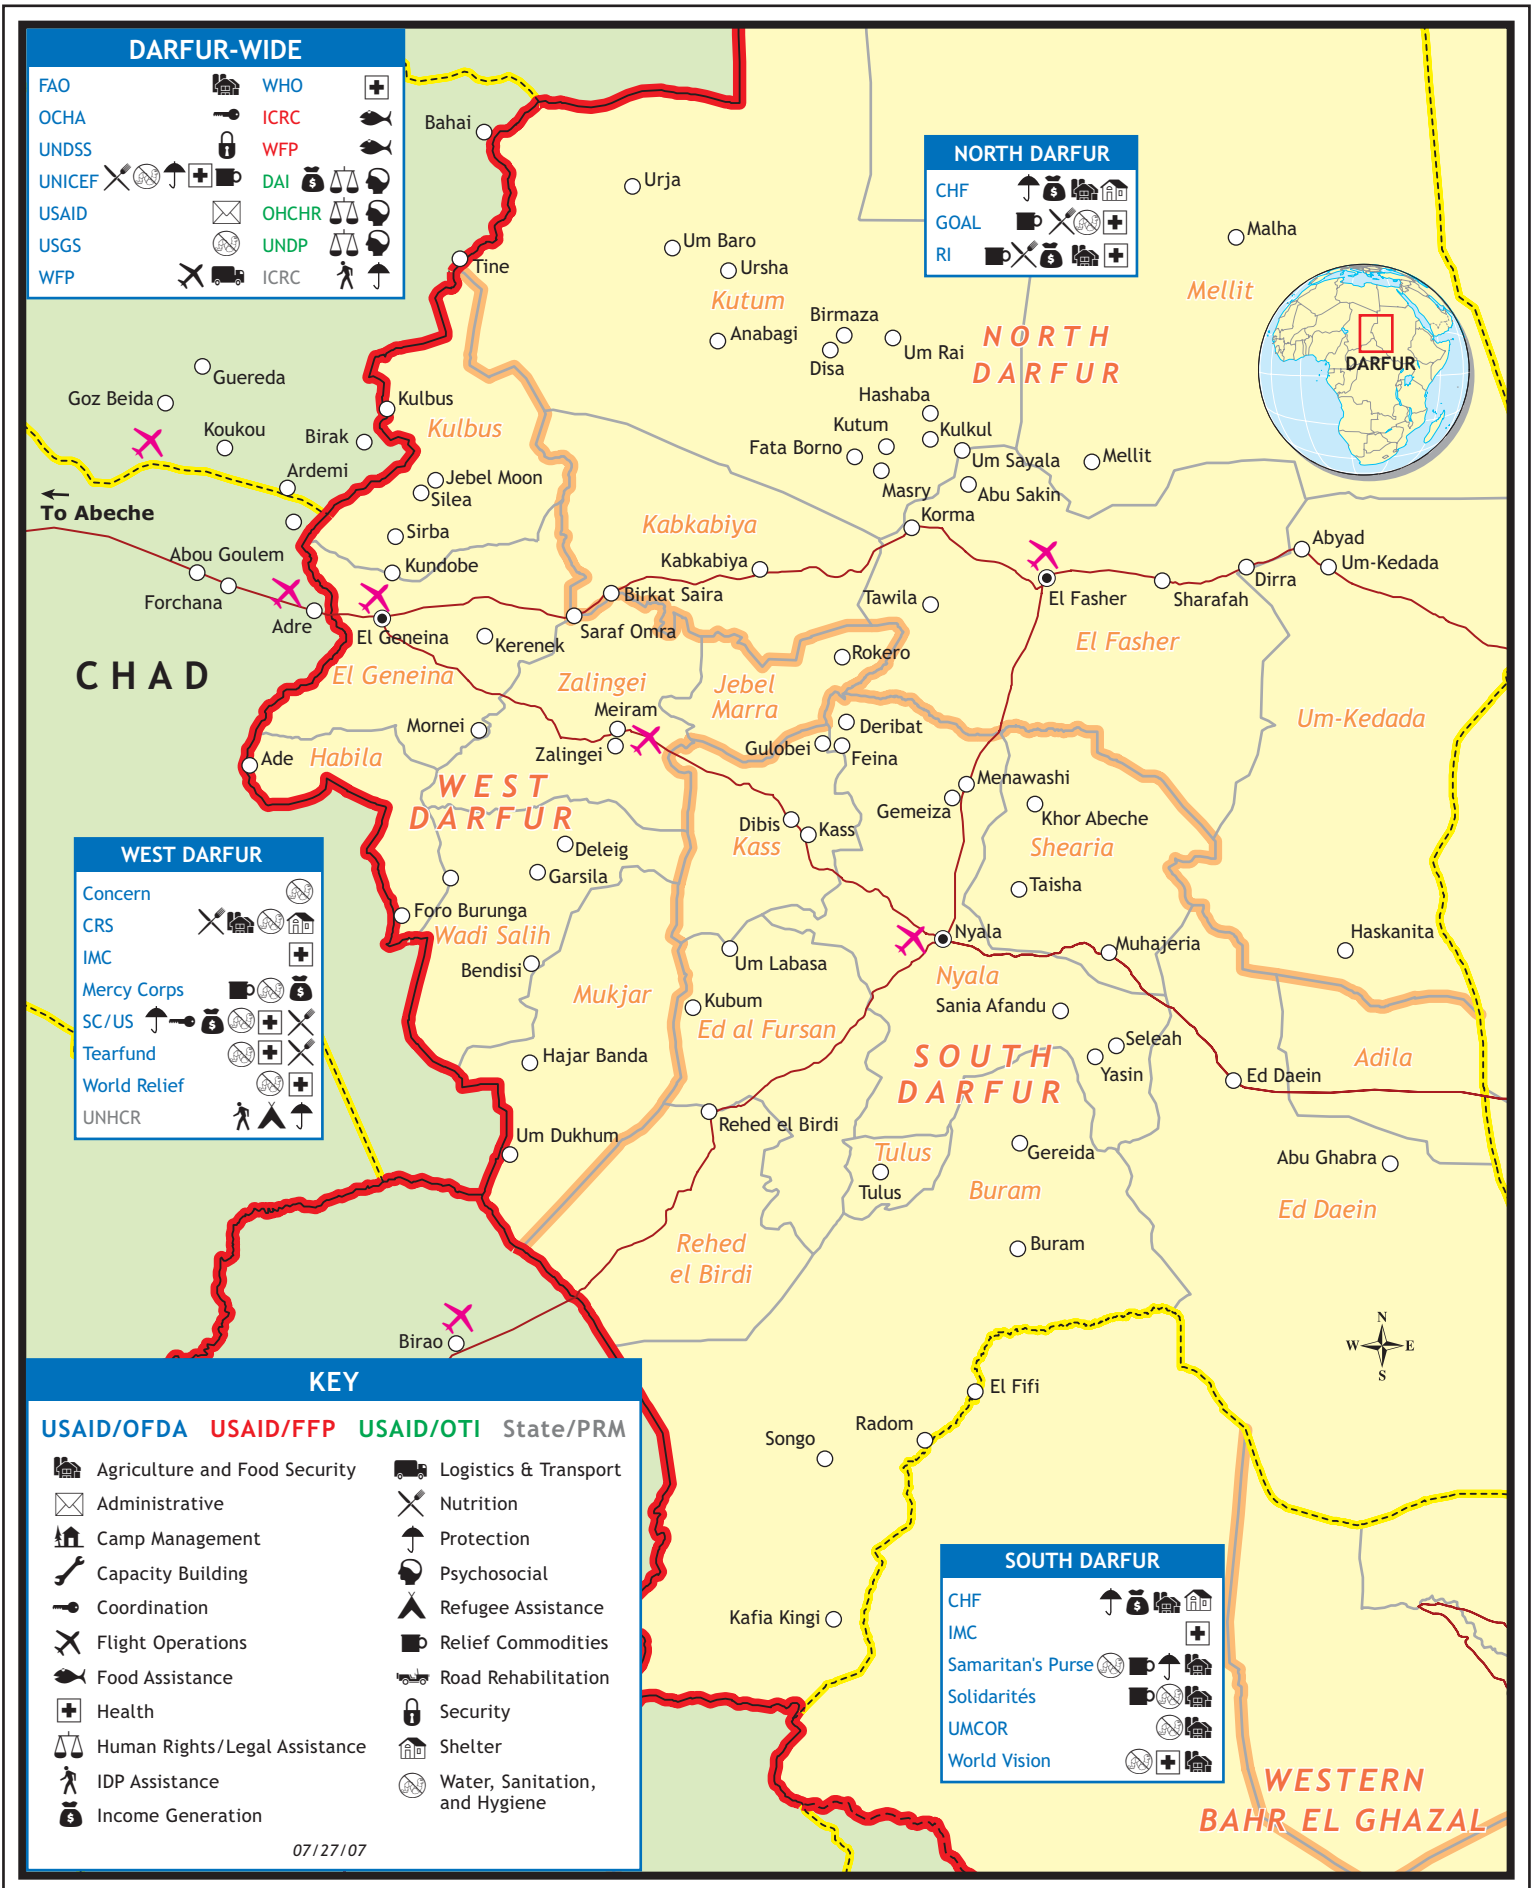 DARFUR-WIDE
FAO
OCHA
UNDSS
UNICEF
USAID
USGS
WFP
WHO
ICRC
WFP
DAI
OHCHR
UNDP
ICRC
NORTH DARFUR
CHF
GOAL
RI
Bahai
Urja
Um Baro
Ursha
Kutum
Anabagi
Birmaza
Disa
Um Rai
NORTH
DARFUR
Malha
Mellit
DARFUR
Tine
Guereda
Goz Beida
Koukou
Birak
Ardemi
Kulbus
Kulbus
Jebel Moon
Silea
Sirba
Kundobe
Hashaba
Kutum
Kulkul
Fata Borno
Um Sayala
Masry
Abu Sakin
Mellit
Korma
To Abeche
Abou Goulem
Forchana
Adre
El Geneina
Kerenek
El Geneina
Kabkabiya
Kabkabiya
Birkat Saira
Saraf Omra
Tawila
El Fasher
Sharafah
Dirra
Abyad
Um-Kedada
El Fasher
Rokero
CHAD
Zalingei
Meiram
Zalingei
Jebel
Marra
Mornei
Ade
Habila
Gulobei
Deribat
Feina
Um-Kedada
WEST
DARFUR
Menawashi
Gemeiza
Khor Abeche
Shearia
Dibis
Kass
Kass
Taisha
Deleig
Garsila
Foro Burunga
Wadi Salih
Bendisi
Mukjar
Hajar Banda
Um Dukhum
WEST DARFUR
Concern
CRS
IMC
Mercy Corps
SC/US
Tearfund
World Relief
UNHCR
Um Labasa
Kubum
Ed al Fursan
Nyala
Nyala
Muhajeria
Haskanita
Sania Afandu
SOUTH
DARFUR
Seleah
Yasin
Ed Daein
Adila
Rehed el Birdi
Tulus
Tulus
Gereida
Buram
Abu Ghabra
Ed Daein
Rehed
el Birdi
Buram
Birao
N
W
E
S
El Fifi
Radom
Songo
Kafia Kingi
KEY
USAID/OFDA
USAID/FFP
USAID/OTI
State/PRM
Agriculture and Food Security
Administrative
Camp Management
Capacity Building
Coordination
Flight Operations
Food Assistance
Health
Human Rights/Legal Assistance
IDP Assistance
Income Generation
Logistics & Transport
Nutrition
Protection
Psychosocial
Refugee Assistance
Relief Commodities
Road Rehabilitation
Security
Shelter
Water, Sanitation,
and Hygiene
07/27/07
SOUTH DARFUR
CHF
IMC
Samaritan's Purse
Solidarités
UMCOR
World Vision
WESTERN
BAHR EL GHAZAL